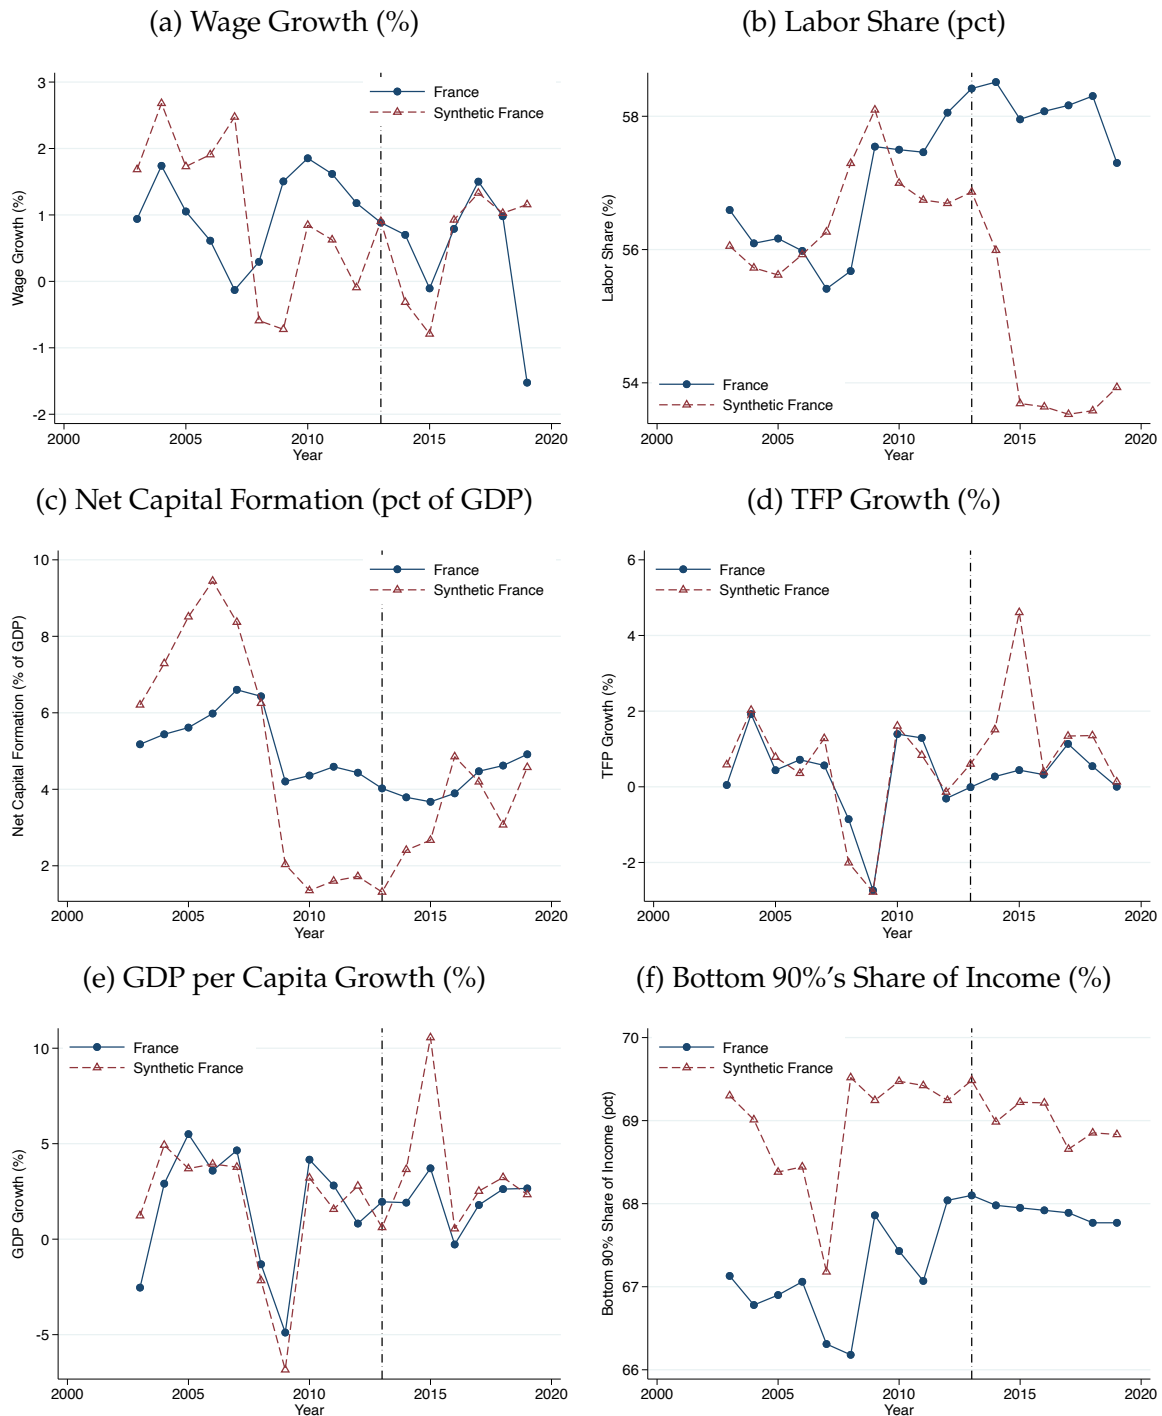 (a) Wage Growth (%)
France
Synthetic France
Wage Growth (%)
3
2
1
0
-1
-2
2000 2005 2010 2015 2020
Year
(b) Labor Share (pct)
Labor Share (%)
58
56
54
France
Synthetic France
2000 2005 2010 2015 2020
Year
(c) Net Capital Formation (pct of GDP)
France
Synthetic France
Net Capital Formation (% of GDP)
10
8
6
4
2
2000 2005 2010 2015 2020
Year
(d) TFP Growth (%)
France
Synthetic France
TFP Growth (%)
6
4
2
0
-2
2000 2005 2010 2015 2020
Year
(e) GDP per Capita Growth (%)
France
Synthetic France
GDP Growth (%)
10
5
0
-5
2000 2005 2010 2015 2020
Year
(f) Bottom 90%'s Share of Income (%)
France
Synthetic France
Bottom 90% Share of Income (pct)
70
69
68
67
66
2000 2005 2010 2015 2020
Year